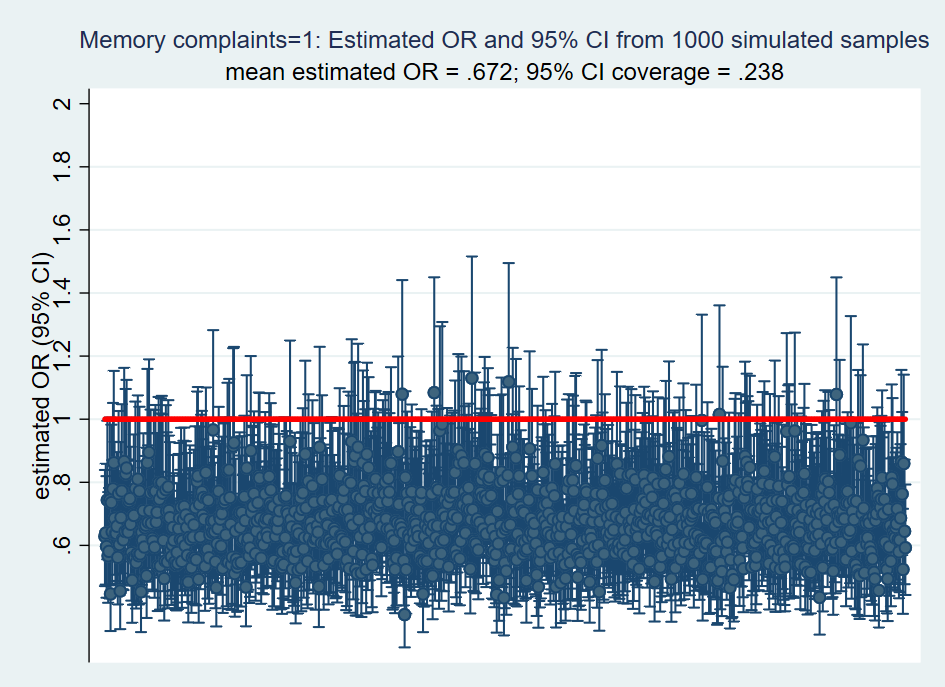 Memory complaints=1: Estimated OR and 95% CI from 1000 simulated samples
mean estimated OR = .672; 95% CI coverage = .238
estimated OR (95% CI)
2
1.8
1.6
1.4
1.2
1
.8
.6